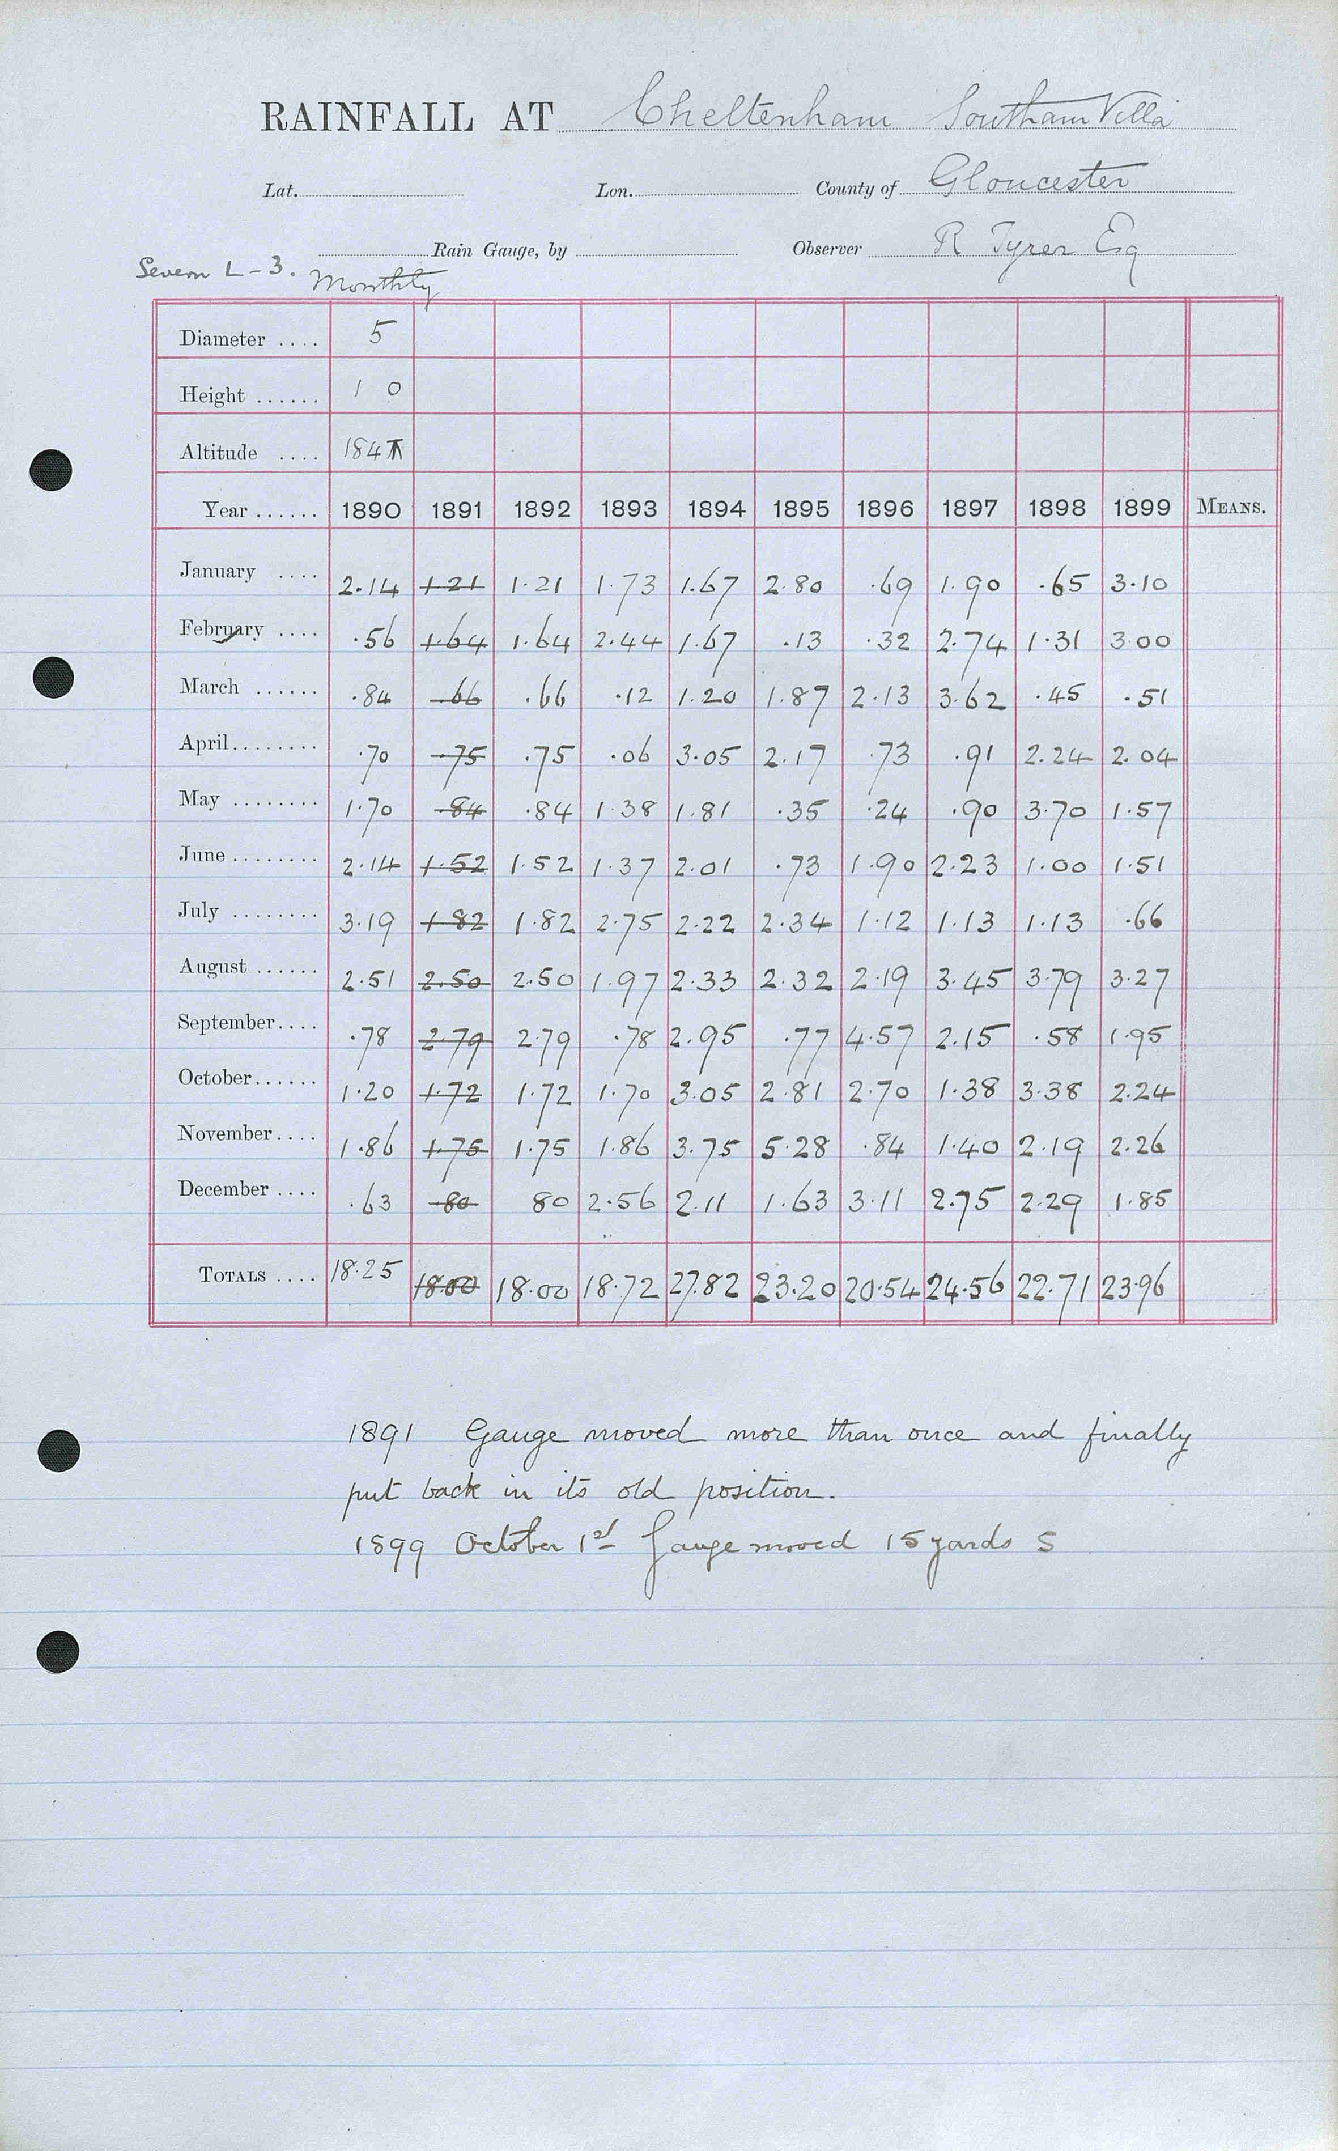 RAINFALL AT Cheltenham Southam Villa
Lat. Lon. County of Gloucester
Rain Gauge, by Observer R Tyrer Esq
Severn L-3. Monthly
Diameter .... 5
Height ...... 1 0
Altitude .... 184
Year ...... 1890 1891 1892 1893 1894 1895 1896 1897 1898 1899 MEANS.
January .... 2.14 1.21 1.21 1.73 1.67 2.80 .69 1.90 .65 3.10
February .... .56 1.64 1.64 2.44 1.67 .13 .32 2.74 1.31 3.00
March ...... .84 .66 .66 .12 1.20 1.87 2.13 3.62 .45 .51
April ........ .70 .75 .75 .06 3.05 2.17 .73 .91 2.24 2.04
May ........ 1.70 .84 .84 1.38 1.81 .35 .24 .90 3.70 1.57
June ........ 2.14 1.52 1.52 1.37 2.01 .73 1.90 2.23 1.00 1.51
July ........ 3.19 1.82 1.82 2.75 2.22 2.34 1.12 1.13 1.13 .66
August ...... 2.51 2.50 2.50 1.97 2.33 2.32 2.19 3.45 3.79 3.27
September .... .78 2.79 2.79 .78 2.95 .77 4.57 2.15 .58 1.95
October ...... 1.20 1.72 1.72 1.70 3.05 2.81 2.70 1.38 3.38 2.24
November .... 1.86 1.75 1.75 1.86 3.75 5.28 .84 1.40 2.19 2.26
December .... .63 .80 80 2.56 2.11 1.63 3.11 2.75 2.29 1.85
TOTALS .... 18.25 18.00 18.00 18.72 27.82 23.20 20.54 24.56 22.71 23.96
1891 Gauge moved more than once and finally
put back in its old position.
1899 October 1st Gauge moved 15 yards S